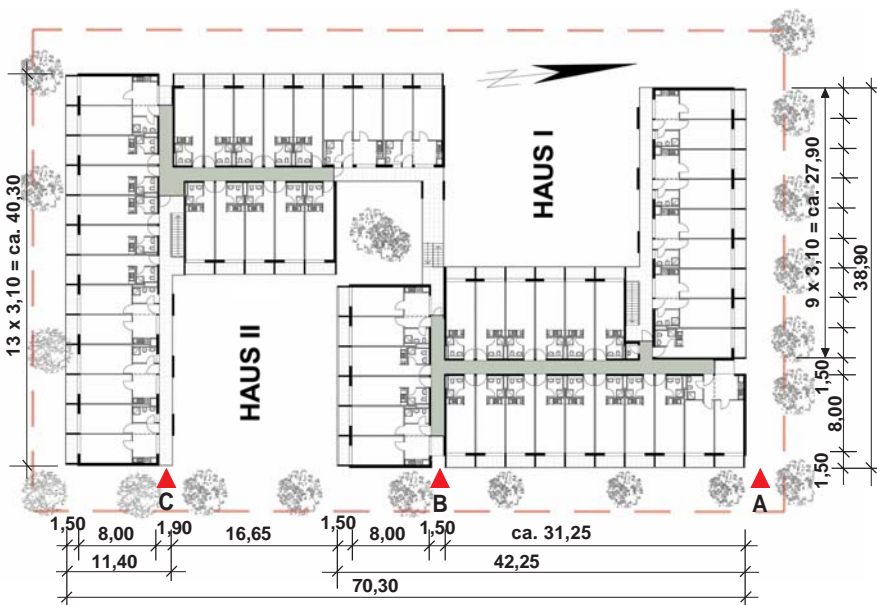 N
HAUS I
HAUS II
13 x 3,10 = ca. 40,30
9 x 3,10 = ca. 27,90
38,90
1,50
8,00
1,50
C
B
A
1,50
8,00
1,90
16,65
1,50
8,00
1,50
ca. 31,25
11,40
42,25
70,30